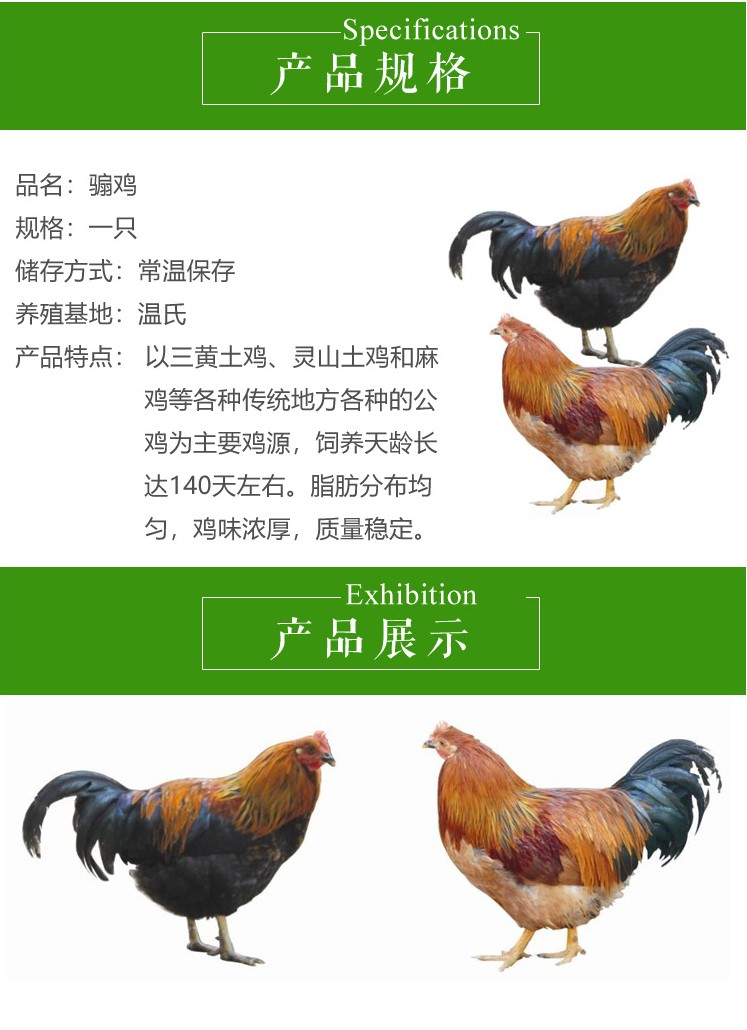 Specifications
产品规格
品名：骟鸡
规格：一只
储存方式：常温保存
养殖基地：温氏
产品特点： 以三黄土鸡、灵山土鸡和麻
鸡等各种传统地方各种的公
鸡为主要鸡源，饲养天龄长
达140天左右。脂肪分布均
匀，鸡味浓厚，质量稳定。
Exhibition
产品展示